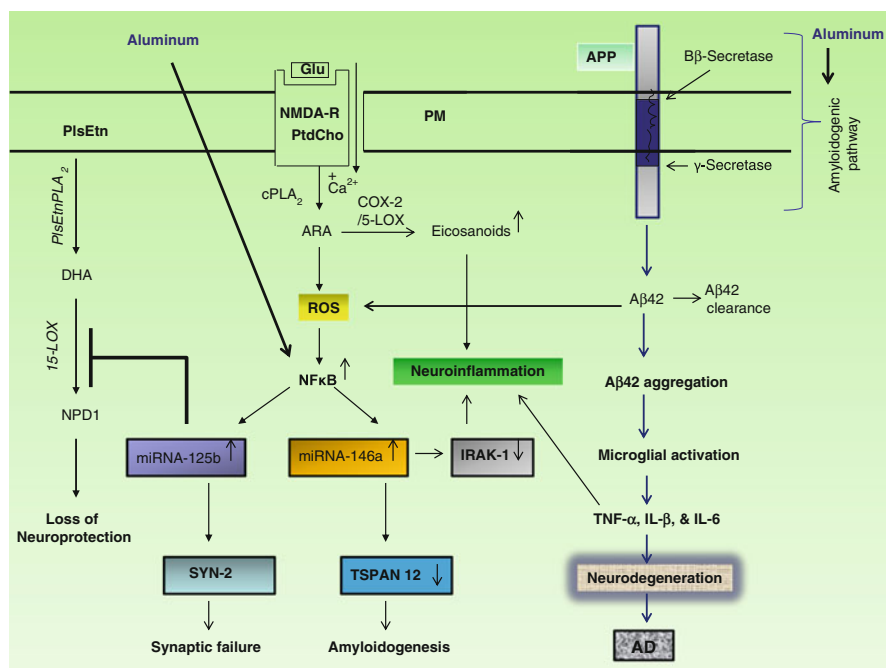 Aluminum
Glu
NMDA-R
PtdCho
PM
PlsEtn
APP
Bβ-Secretase
γ-Secretase
Aluminum
Amyloidogenic
pathway
PlsEtnPLA2
cPLA2
+
Ca2+
COX-2
/5-LOX
ARA
Eicosanoids
DHA
ROS
Aβ42
Aβ42
clearance
15-LOX
NFκB
Neuroinflammation
Aβ42 aggregation
NPD1
miRNA-125b
miRNA-146a
IRAK-1
Microglial activation
Loss of
Neuroprotection
TNF-α, IL-β, & IL-6
SYN-2
TSPAN 12
Neurodegeneration
Synaptic failure
Amyloidogenesis
AD